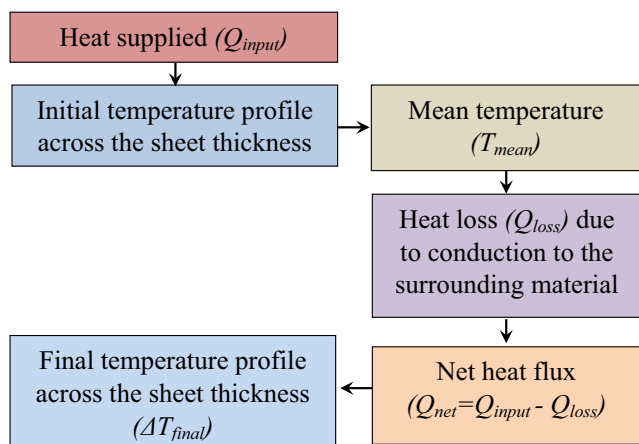 Heat supplied (Q_input)
Initial temperature profile
across the sheet thickness
Mean temperature
(T_mean)
Heat loss (Q_loss) due
to conduction to the
surrounding material
Net heat flux
(Q_net=Q_input - Q_loss)
Final temperature profile
across the sheet thickness
(ΔT_final)